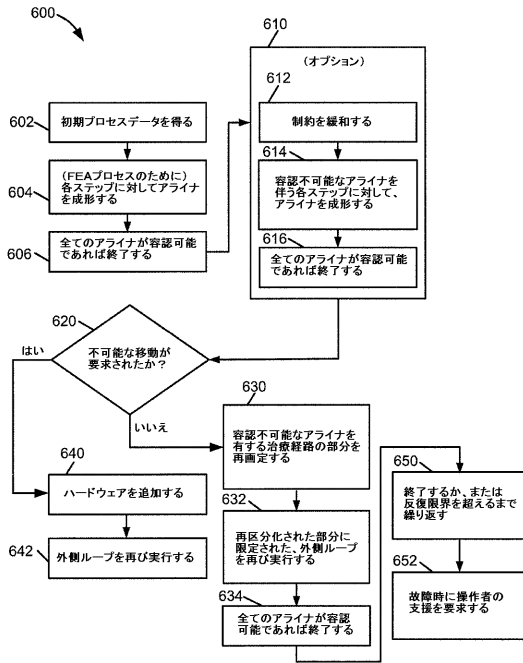 600
602
初期プロセスデータを得る
604
(FEAプロセスのために)
各ステップに対してアライナ
を成形する
606
全てのアライナが容認可能
であれば終了する
610
(オプション)
612
制約を緩和する
614
容認不可能なアライナを
伴う各ステップに対して、
アライナを成形する
616
全てのアライナが容認可能
であれば終了する
620
不可能な移動が
要求されたか?
はい
いいえ
630
容認不可能なアライナを
有する治療経路の部分を
再画定する
632
再区分化された部分に
限定された、外側ループ
を再び実行する
634
全てのアライナが容認
可能であれば終了する
640
ハードウェアを追加する
642
外側ループを再び実行する
650
終了するか、または
反復限界を超えるまで
繰り返す
652
故障時に操作者の
支援を要求する